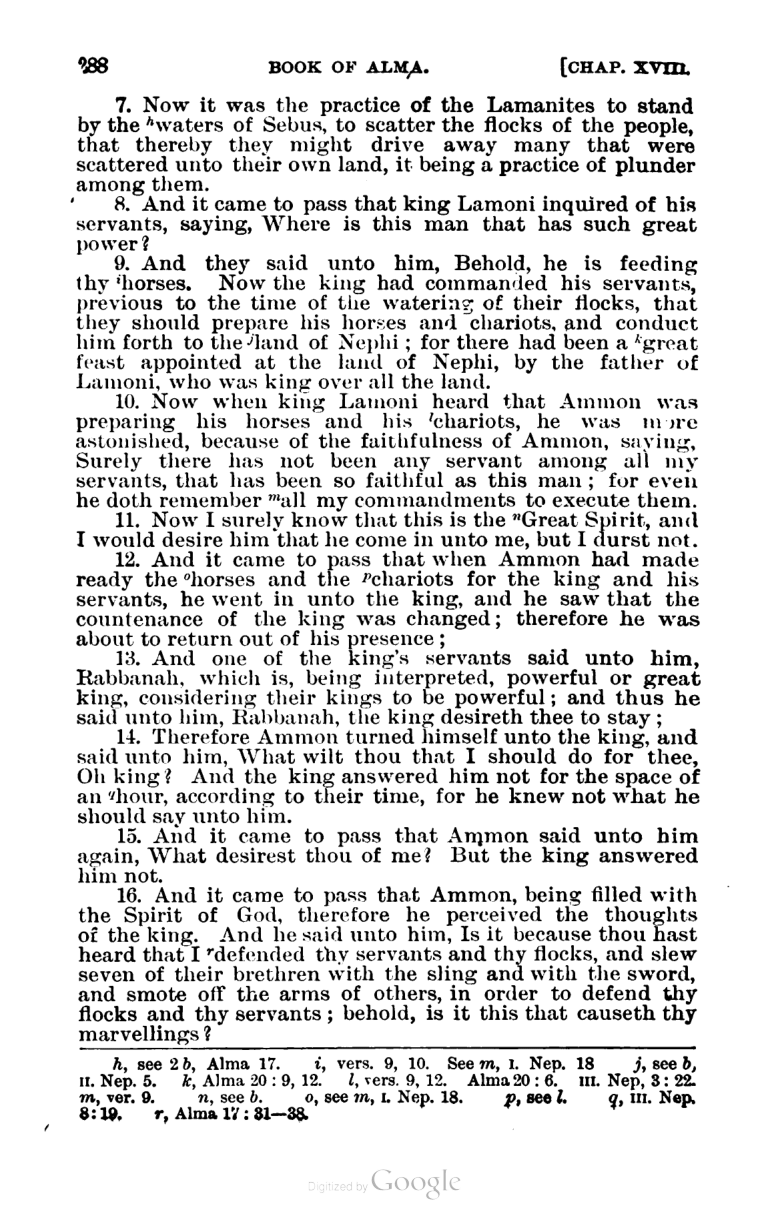 288 BOOK OF ALMA. [CHAP. XVIII.
7. Now it was the practice of the Lamanites to stand
by the ʰwaters of Sebus, to scatter the flocks of the people,
that thereby they might drive away many that were
scattered unto their own land, it being a practice of plunder
among them.
8. And it came to pass that king Lamoni inquired of his
servants, saying, Where is this man that has such great
power?
9. And they said unto him, Behold, he is feeding
thy ⁱhorses. Now the king had commanded his servants,
previous to the time of the watering of their flocks, that
they should prepare his horses and chariots, and conduct
him forth to the ʲland of Nephi; for there had been a ᵏgreat
feast appointed at the land of Nephi, by the father of
Lamoni, who was king over all the land.
10. Now when king Lamoni heard that Ammon was
preparing his horses and his ˡchariots, he was more
astonished, because of the faithfulness of Ammon, saying,
Surely there has not been any servant among all my
servants, that has been so faithful as this man; for even
he doth remember ᵐall my commandments to execute them.
11. Now I surely know that this is the ⁿGreat Spirit, and
I would desire him that he come in unto me, but I durst not.
12. And it came to pass that when Ammon had made
ready the ᵒhorses and the ᵖchariots for the king and his
servants, he went in unto the king, and he saw that the
countenance of the king was changed; therefore he was
about to return out of his presence;
13. And one of the king's servants said unto him,
Rabbanah, which is, being interpreted, powerful or great
king, considering their kings to be powerful; and thus he
said unto him, Rabbanah, the king desireth thee to stay;
14. Therefore Ammon turned himself unto the king, and
said unto him, What wilt thou that I should do for thee,
Oh king? And the king answered him not for the space of
an qhour, according to their time, for he knew not what he
should say unto him.
15. And it came to pass that Ammon said unto him
again, What desirest thou of me? But the king answered
him not.
16. And it came to pass that Ammon, being filled with
the Spirit of God, therefore he perceived the thoughts
of the king. And he said unto him, Is it because thou hast
heard that I ʳdefended thy servants and thy flocks, and slew
seven of their brethren with the sling and with the sword,
and smote off the arms of others, in order to defend thy
flocks and thy servants; behold, is it this that causeth thy
marvellings?
h, see 2 b, Alma 17. i, vers. 9, 10. See m, I. Nep. 18 j, see b,
II. Nep. 5. k, Alma 20:9, 12. l, vers. 9, 12. Alma 20:6. III. Nep, 3:22.
m, ver. 9. n, see b. o, see m, I. Nep. 18. p, see l. q, III. Nep.
8:19. r, Alma 17:31—38.
Digitized by Google